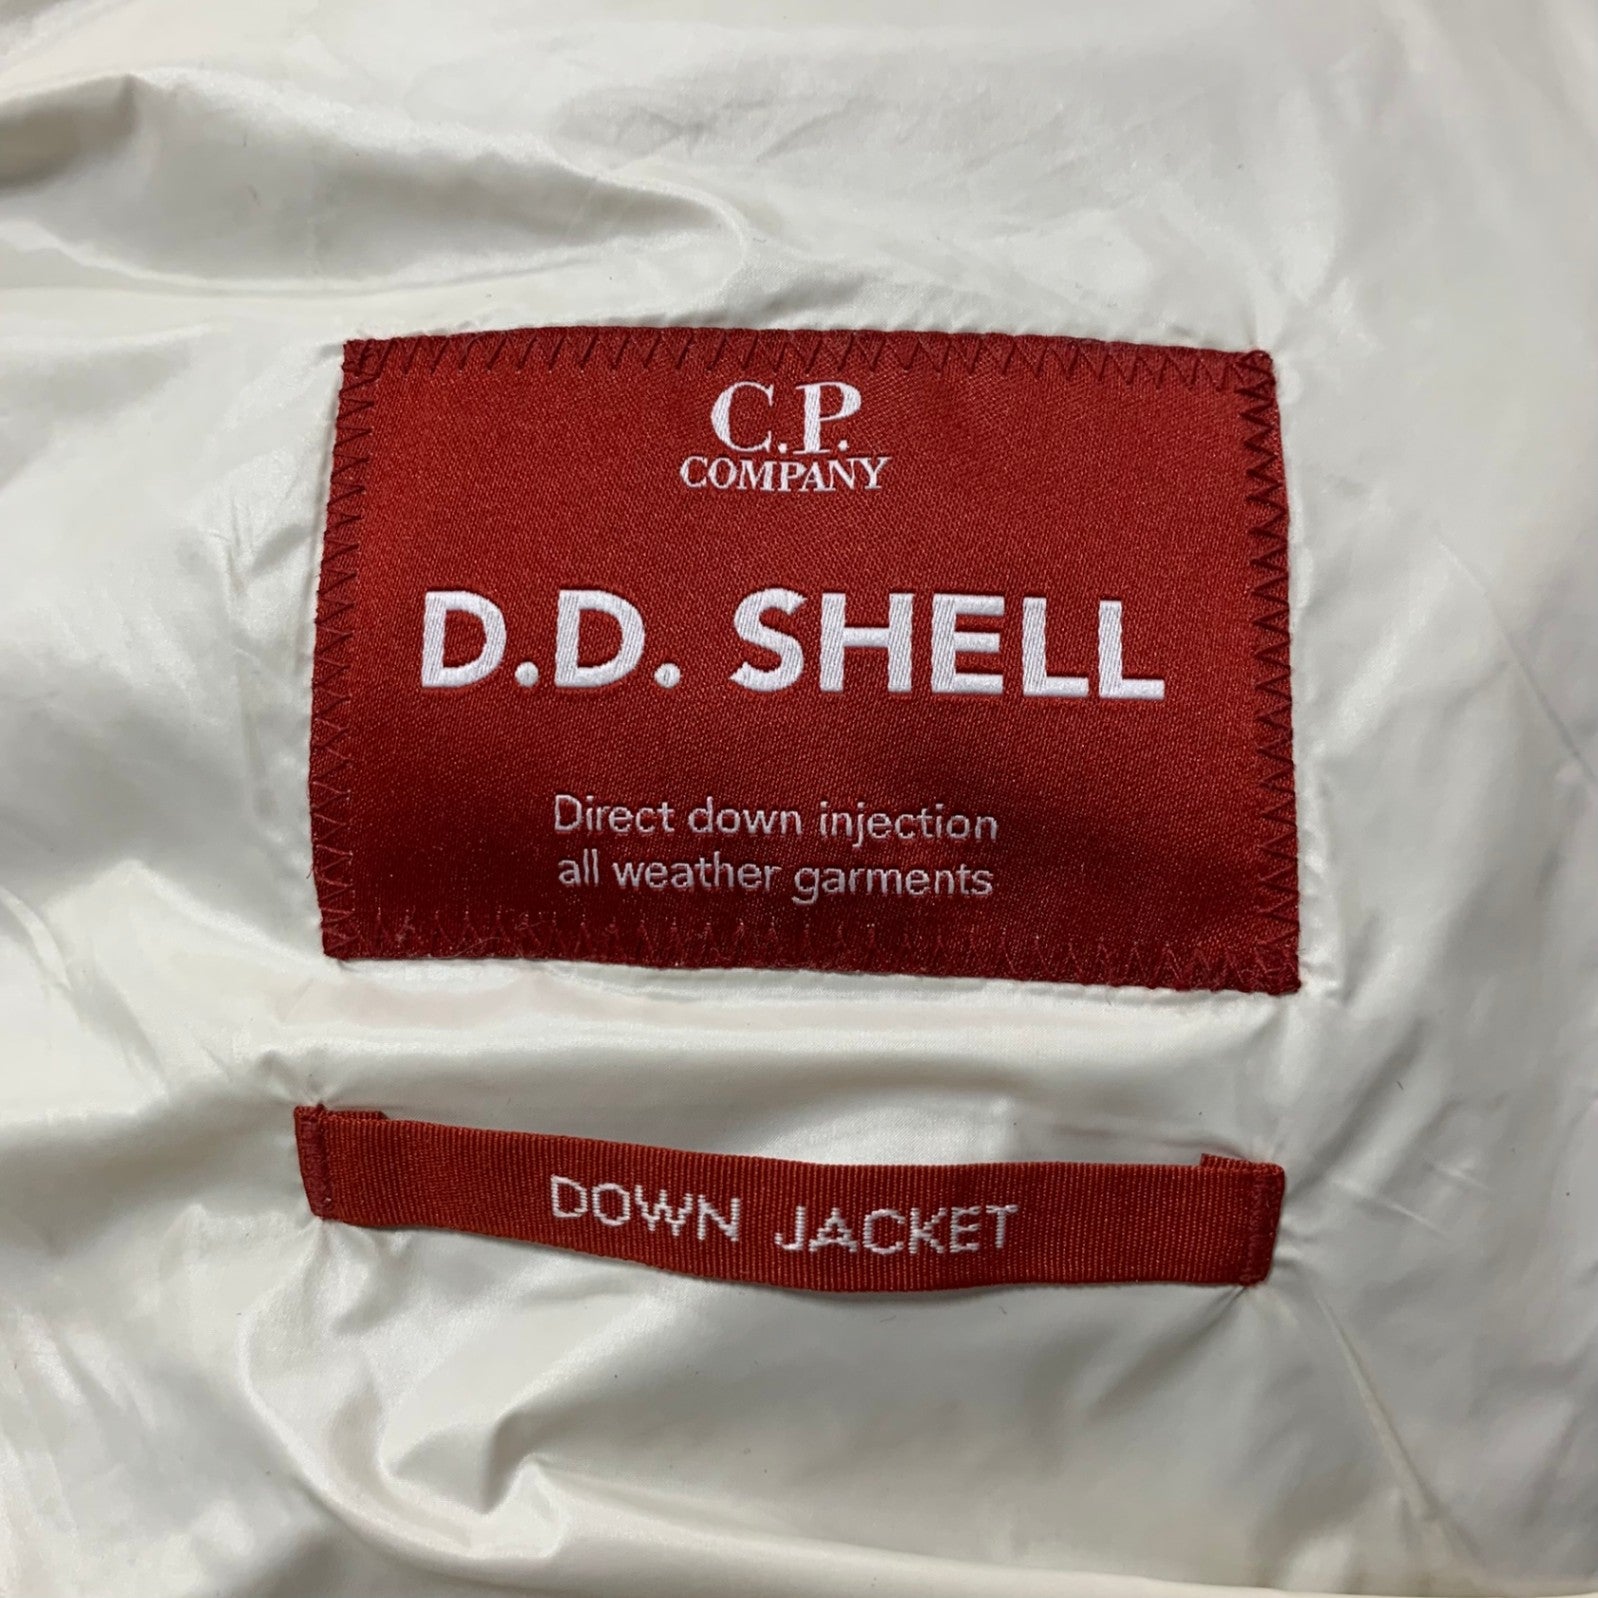 C.P.
COMPANY
D.D. SHELL
Direct down injection
all weather garments
DOWN JACKET